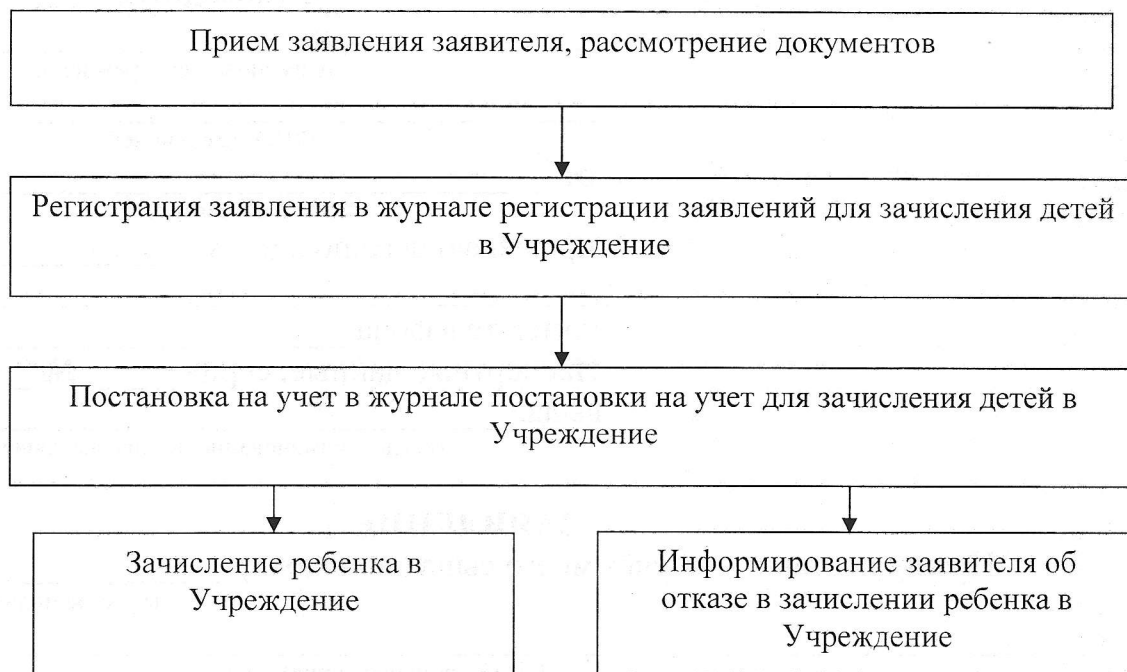 Прием заявления заявителя, рассмотрение документов
Регистрация заявления в журнале регистрации заявлений для зачисления детей
в Учреждение
Постановка на учет в журнале постановки на учет для зачисления детей в
Учреждение
Зачисление ребенка в
Учреждение
Информирование заявителя об
отказе в зачислении ребенка в
Учреждение